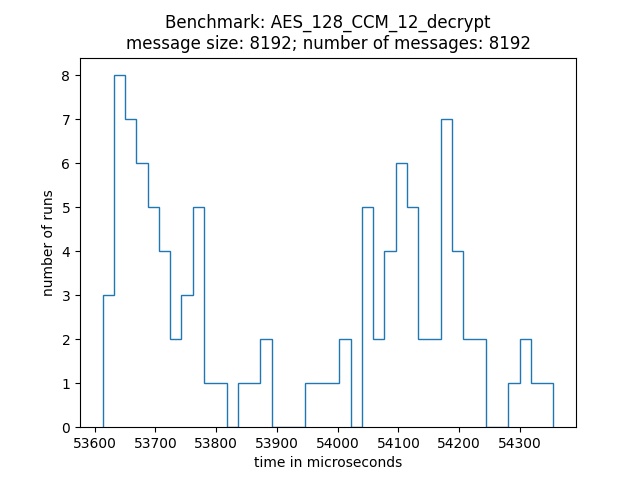 Benchmark: AES_128_CCM_12_decrypt
message size: 8192; number of messages: 8192
8
7
6
5
4
3
2
1
0
number of runs
53600 53700 53800 53900 54000 54100 54200 54300
time in microseconds